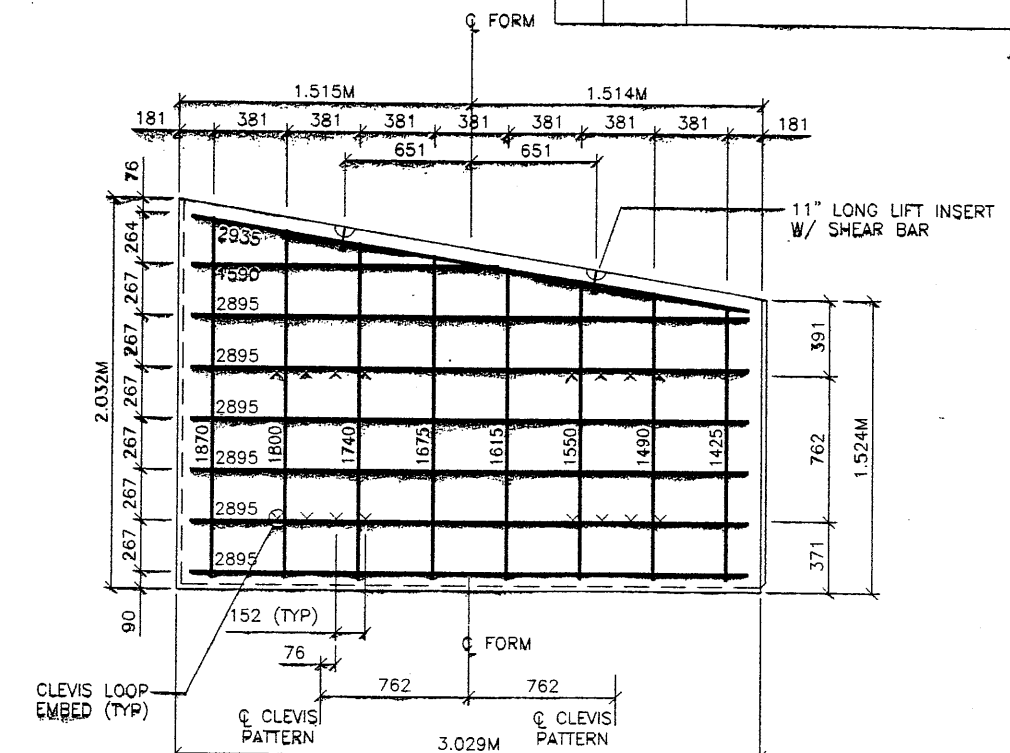 ℄ FORM
1.515M 1.514M
181 381 381 381 381 381 381 381 181
651 651
76
11" LONG LIFT INSERT
W/ SHEAR BAR
264
2935
267
1590
2895
267
2895
391
2.032M
267
2895
267
1870 1800 1740 1675 1615 1550 1490 1425
762
1.524M
2895
267
2895
267
2895
371
90
152 (TYP)
℄ FORM
76
762 762
CLEVIS LOOP
EMBED (TYP)
℄ CLEVIS
PATTERN
℄ CLEVIS
PATTERN
3.029M